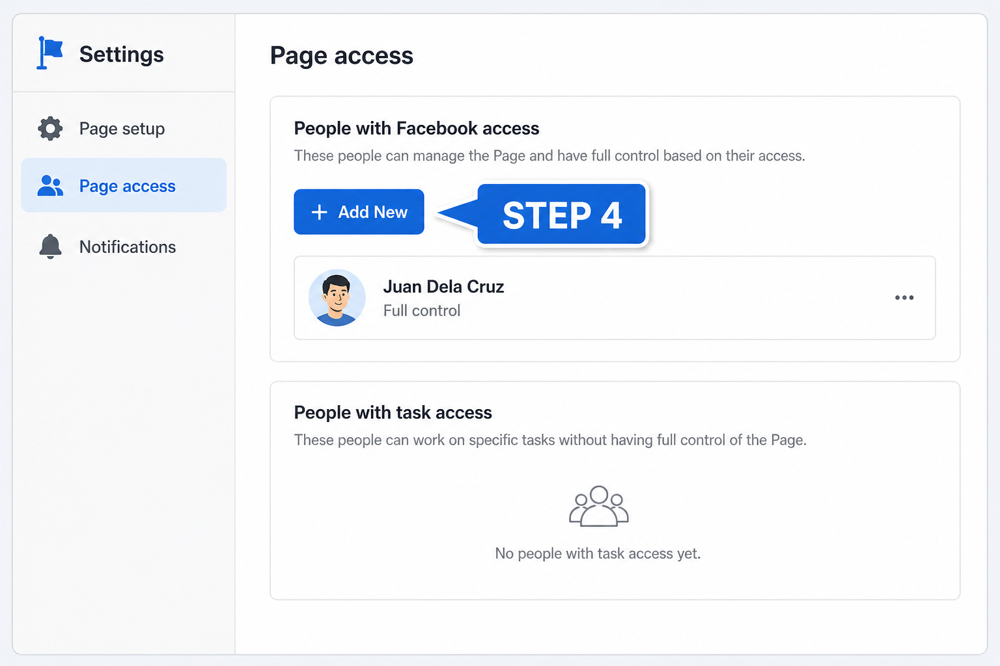 Settings
Page setup
Page access
Notifications
Page access
People with Facebook access
These people can manage the Page and have full control based on their access.
+ Add New
STEP 4
Juan Dela Cruz
Full control
People with task access
These people can work on specific tasks without having full control of the Page.
No people with task access yet.